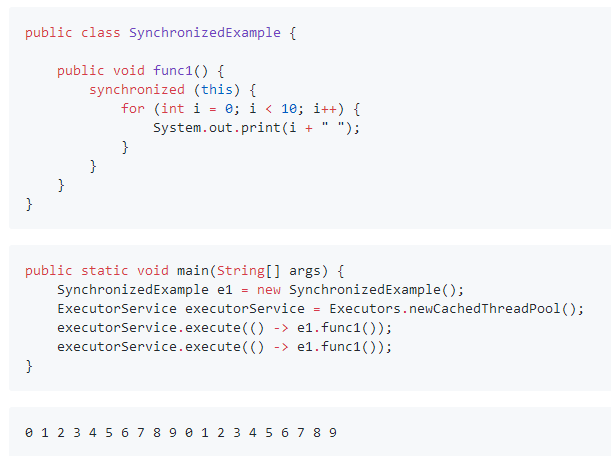 public class SynchronizedExample {
    public void func1() {
        synchronized (this) {
            for (int i = 0; i < 10; i++) {
                System.out.print(i + " ");
            }
        }
    }
}
public static void main(String[] args) {
    SynchronizedExample e1 = new SynchronizedExample();
    ExecutorService executorService = Executors.newCachedThreadPool();
    executorService.execute(() -> e1.func1());
    executorService.execute(() -> e1.func1());
}
0 1 2 3 4 5 6 7 8 9 0 1 2 3 4 5 6 7 8 9